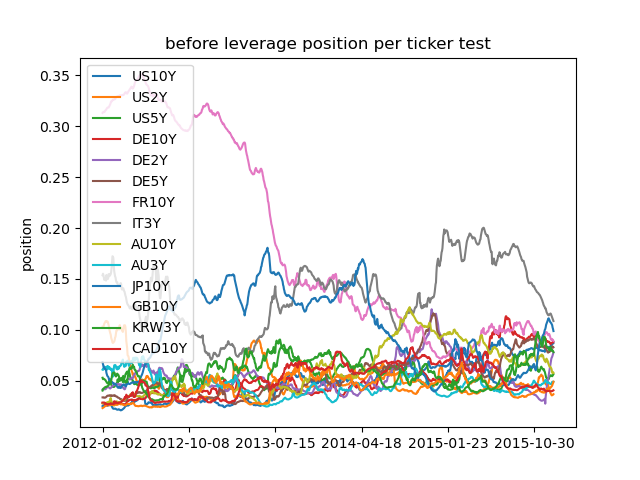 before leverage position per ticker test
position
0.35
0.30
0.25
0.20
0.15
0.10
0.05
US10Y
US2Y
US5Y
DE10Y
DE2Y
DE5Y
FR10Y
IT3Y
AU10Y
AU3Y
JP10Y
GB10Y
KRW3Y
CAD10Y
2012-01-02 2012-10-08 2013-07-15 2014-04-18 2015-01-23 2015-10-30